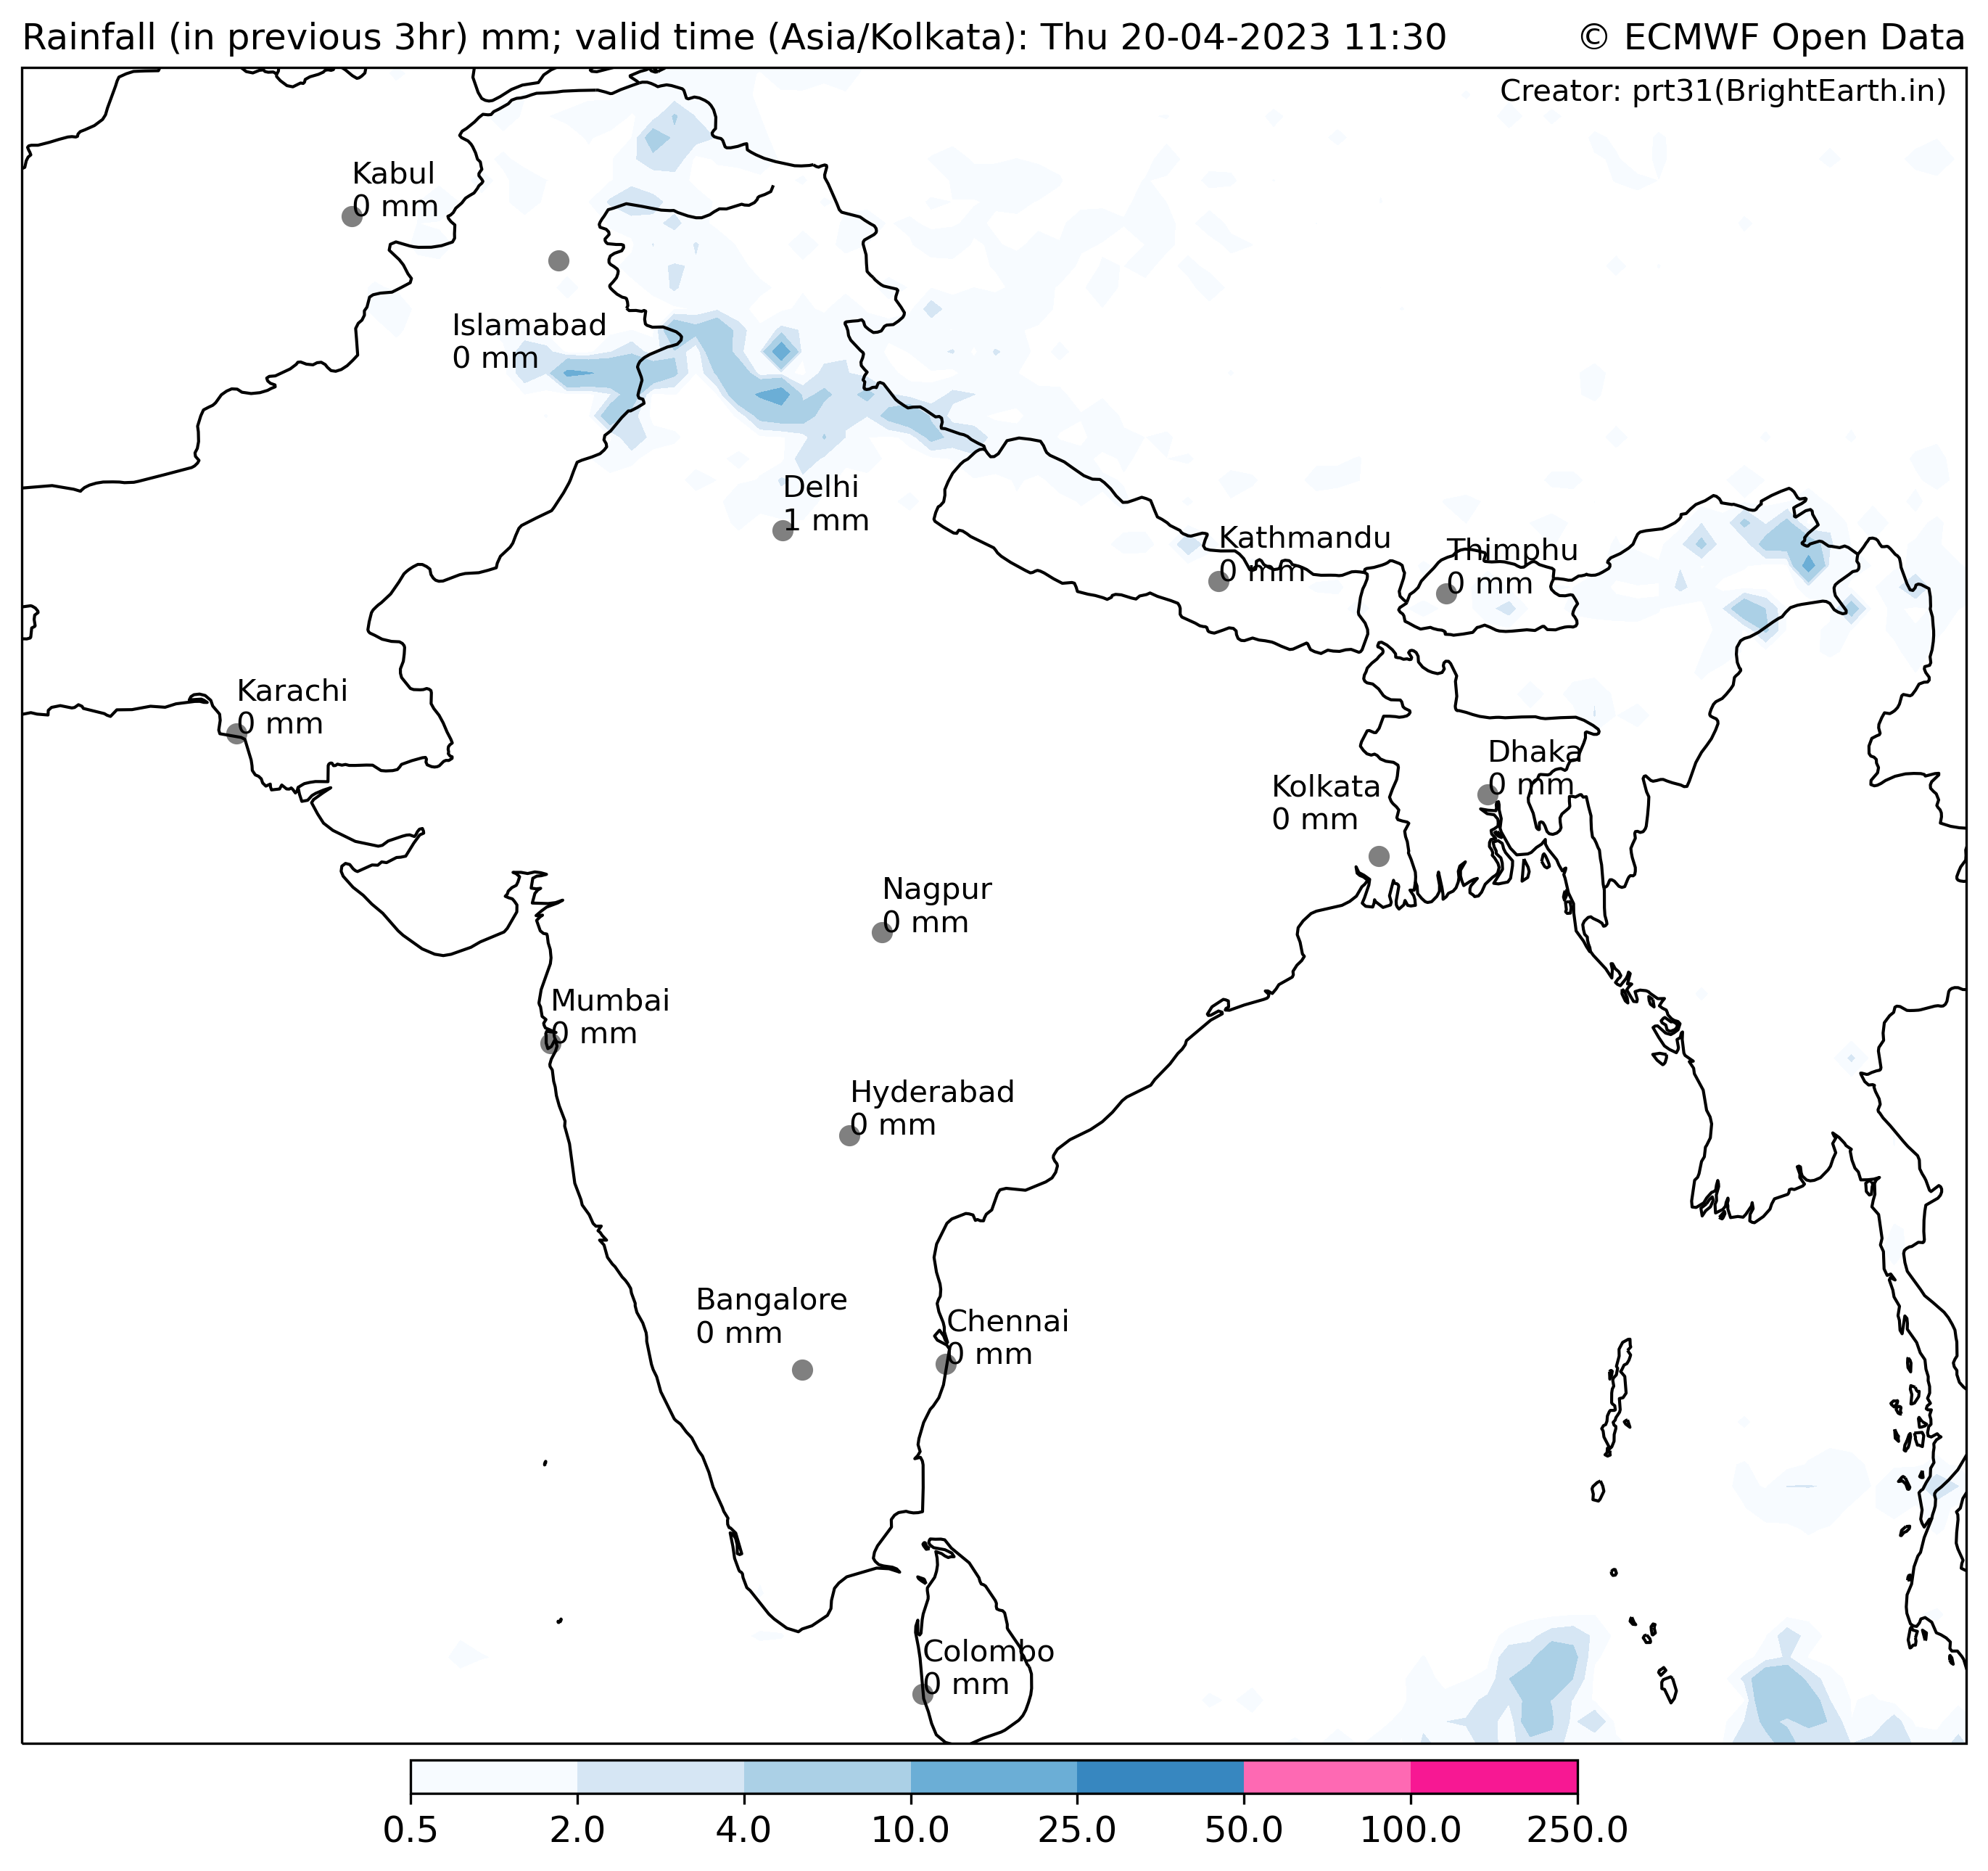 Rainfall (in previous 3hr) mm; valid time (Asia/Kolkata): Thu 20-04-2023 11:30
© ECMWF Open Data
Creator: prt31(BrightEarth.in)
Kabul
0 mm
Islamabad
0 mm
Delhi
1 mm
Kathmandu
0 mm
Thimphu
0 mm
Karachi
0 mm
Dhaka
0 mm
Kolkata
0 mm
Nagpur
0 mm
Mumbai
0 mm
Hyderabad
0 mm
Bangalore
0 mm
Chennai
0 mm
Colombo
0 mm
0.5 2.0 4.0 10.0 25.0 50.0 100.0 250.0